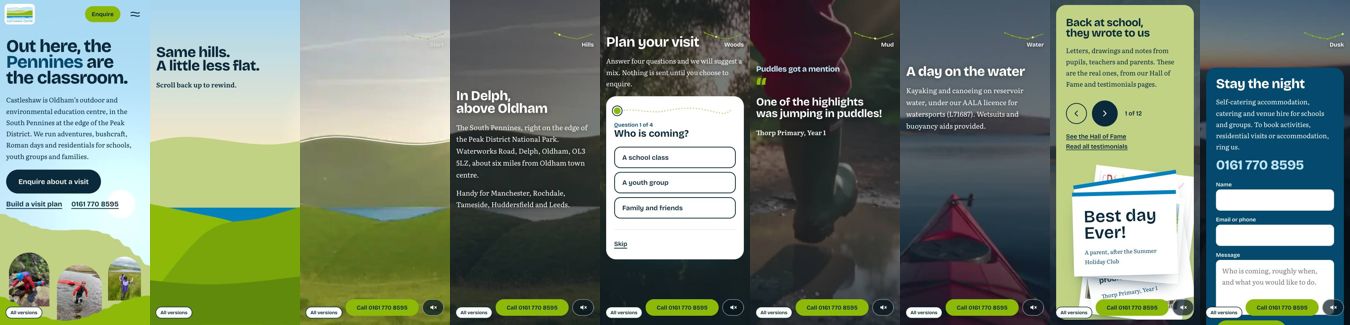 Enquire
Out here, the
Pennines are
the classroom.
Castleshaw is Oldham's outdoor and
environmental education centre, in the
South Pennines at the edge of the Peak
District. We run adventures, bushcraft,
Roman days and residentials for schools,
youth groups and families.
Enquire about a visit
Build a visit plan
0161 770 8595
All versions
Same hills.
A little less flat.
Scroll back up to rewind.
All versions
Start
All versions
Call 0161 770 8595
Hills
In Delph,
above Oldham
The South Pennines, right on the edge of
the Peak District National Park.
Waterworks Road, Delph, Oldham, OL3
5LZ, about six miles from Oldham town
centre.
Handy for Manchester, Rochdale,
Tameside, Huddersfield and Leeds.
All versions
Call 0161 770 8595
Woods
Plan your visit
Answer four questions and we will suggest a
mix. Nothing is sent until you choose to
enquire.
Question 1 of 4
Who is coming?
A school class
A youth group
Family and friends
Skip
All versions
Call 0161 770 8595
Mud
Puddles got a mention
One of the highlights
was jumping in puddles!
Thorp Primary, Year 1
All versions
Call 0161 770 8595
Water
A day on the water
Kayaking and canoeing on reservoir
water, under our AALA licence for
watersports (L71687). Wetsuits and
buoyancy aids provided.
All versions
Call 0161 770 8595
Back at school,
they wrote to us
Letters, drawings and notes from
pupils, teachers and parents. These
are the real ones, from our Hall of
Fame and testimonials pages.
1 of 12
See the Hall of Fame
Read all testimonials
Best day
Ever!
A parent, after the Summer
Holiday Club
Thorp Primary, Year 1
All versions
Call 0161 770 8595
Dusk
Stay the night
Self-catering accommodation,
catering and venue hire for schools
and groups. To book activities,
residential visits or accommodation,
ring us.
0161 770 8595
Name
Email or phone
Message
Who is coming, roughly when,
and what you would like to do.
All versions
Call 0161 770 8595